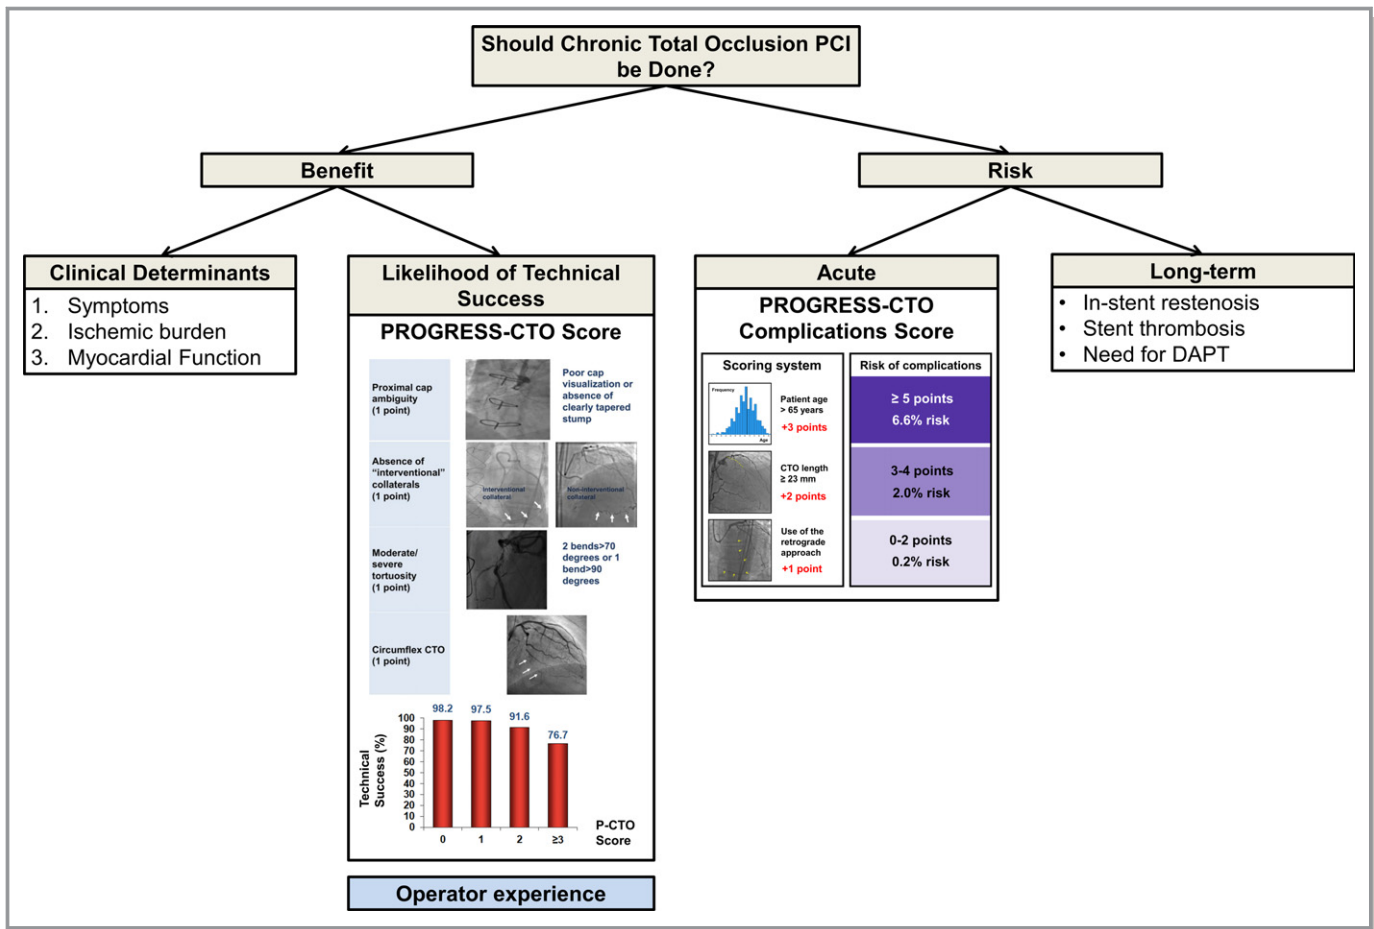 Should Chronic Total Occlusion PCI
be Done?
Benefit
Risk
Clinical Determinants
1. Symptoms
2. Ischemic burden
3. Myocardial Function
Likelihood of Technical
Success
PROGRESS-CTO Score
Proximal cap
ambiguity
(1 point)
Poor cap
visualization or
absence of
clearly tapered
stump
Absence of
“interventional”
collaterals
(1 point)
Interventional
collateral
Non-interventional
collateral
Moderate/
severe
tortuosity
(1 point)
2 bends>70
degrees or 1
bend>90
degrees
Circumflex CTO
(1 point)
Technical
Success (%)
100
90
80
70
60
50
40
30
20
10
0
98.2
97.5
91.6
76.7
0
1
2
≥3
P-CTO
Score
Operator experience
Acute
PROGRESS-CTO
Complications Score
Scoring system
Frequency
Age
Patient age
> 65 years
+3 points
CTO length
≥ 23 mm
+2 points
Use of the
retrograde
approach
+1 point
Risk of complications
≥ 5 points
6.6% risk
3-4 points
2.0% risk
0-2 points
0.2% risk
Long-term
• In-stent restenosis
• Stent thrombosis
• Need for DAPT